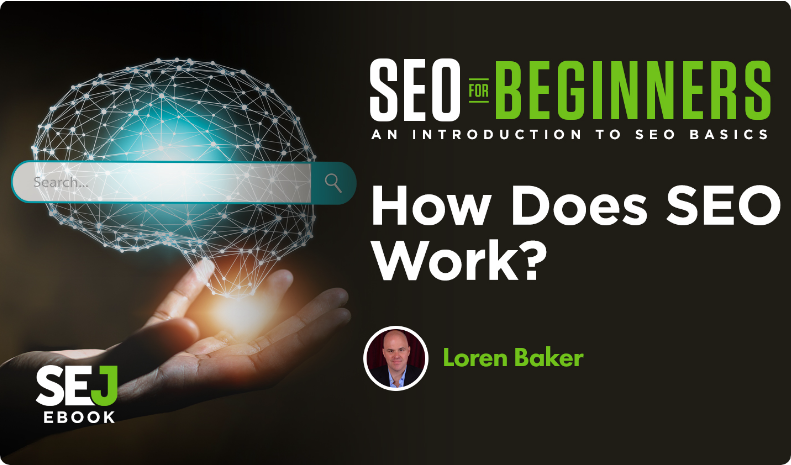 SEO FOR BEGINNERS
AN INTRODUCTION TO SEO BASICS
How Does SEO
Work?
Loren Baker
Search...
SEJ
EBOOK